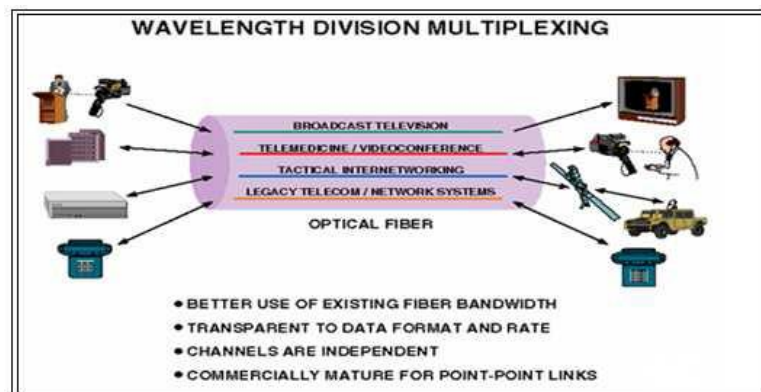 WAVELENGTH DIVISION MULTIPLEXING
BROADCAST TELEVISION
TELEMEDICINE / VIDEOCONFERENCE
TACTICAL INTERNETWORKING
LEGACY TELECOM / NETWORK SYSTEMS
OPTICAL FIBER
• BETTER USE OF EXISTING FIBER BANDWIDTH
• TRANSPARENT TO DATA FORMAT AND RATE
• CHANNELS ARE INDEPENDENT
• COMMERCIALLY MATURE FOR POINT-POINT LINKS